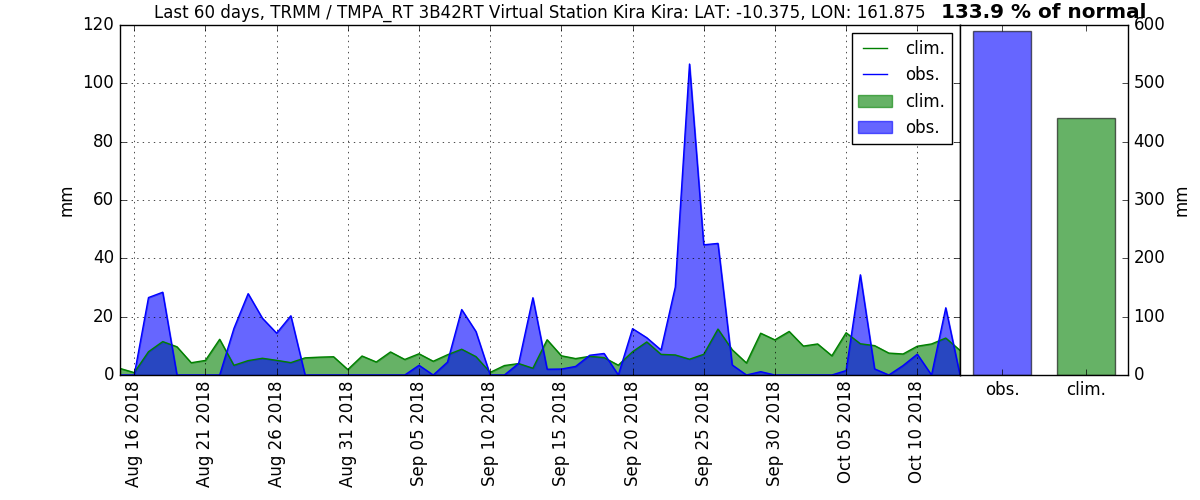 Last 60 days, TRMM / TMPA_RT 3B42RT Virtual Station Kira Kira: LAT: -10.375, LON: 161.875
133.9 % of normal
mm
120
100
80
60
40
20
0
clim.
obs.
clim.
obs.
Aug 16 2018
Aug 21 2018
Aug 26 2018
Aug 31 2018
Sep 05 2018
Sep 10 2018
Sep 15 2018
Sep 20 2018
Sep 25 2018
Sep 30 2018
Oct 05 2018
Oct 10 2018
600
500
400
300
200
100
0
mm
obs.
clim.